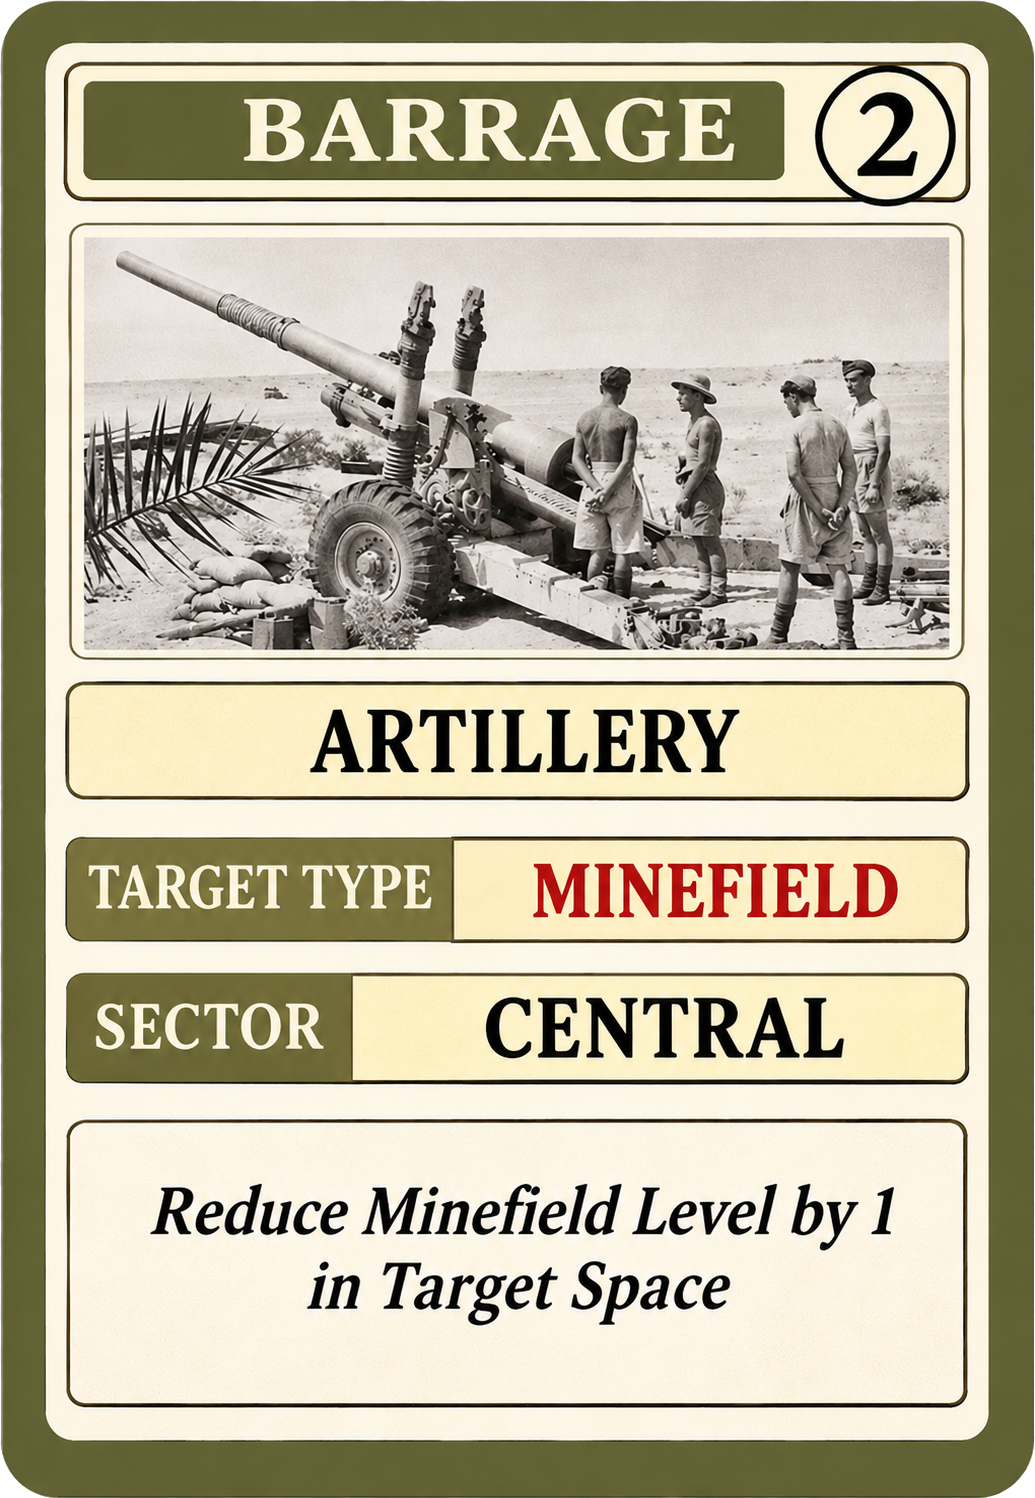 BARRAGE
2
ARTILLERY
TARGET TYPE
MINEFIELD
SECTOR
CENTRAL
Reduce Minefield Level by 1
in Target Space